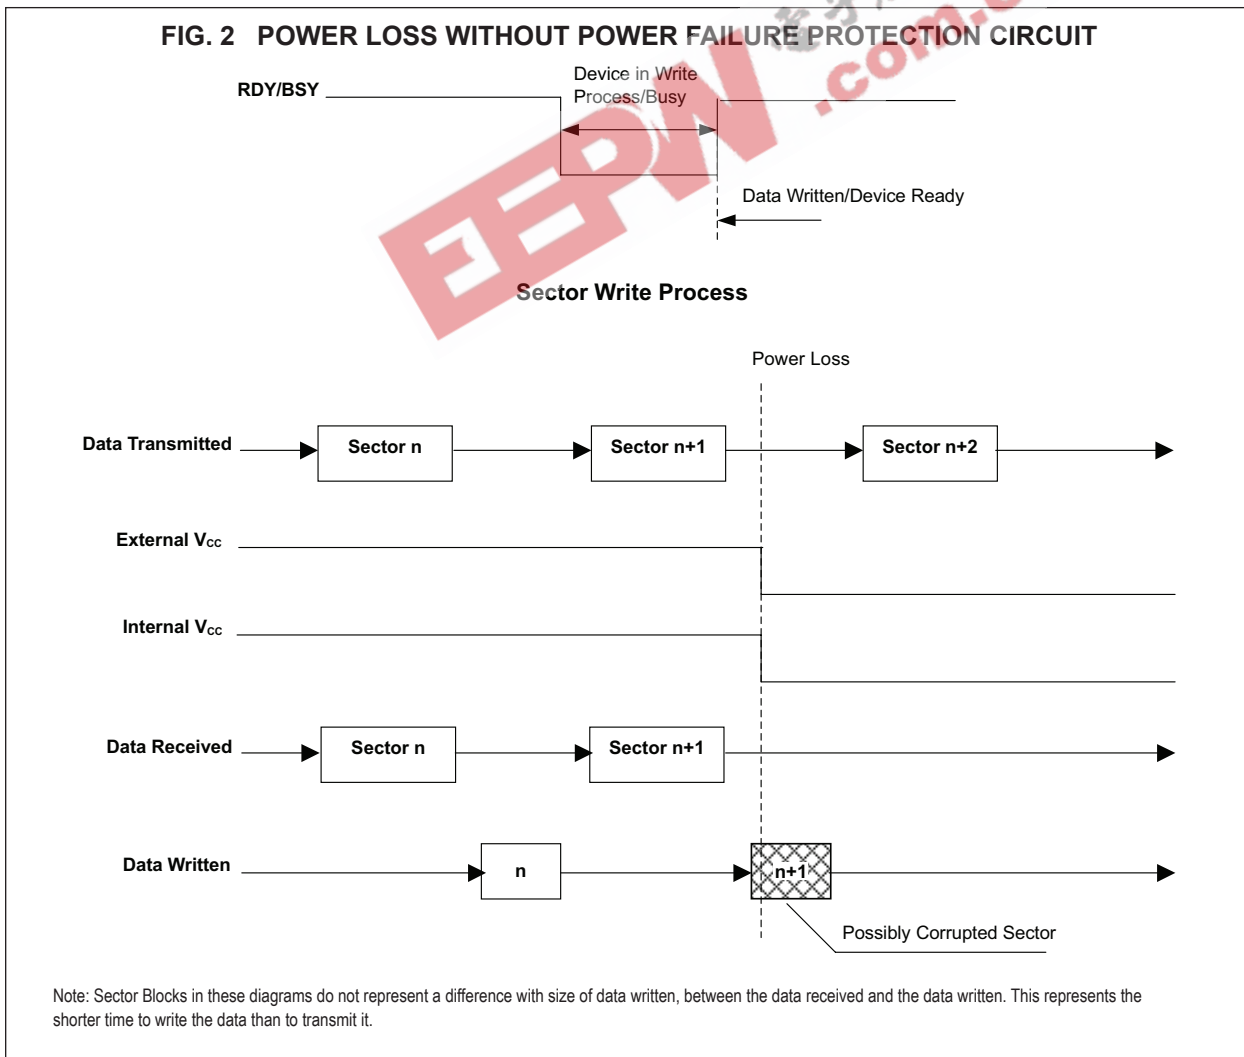 FIG. 2 POWER LOSS WITHOUT POWER FAILURE PROTECTION CIRCUIT
RDY/BSY
Device in Write
Process/Busy
Data Written/Device Ready
Sector Write Process
Power Loss
Data Transmitted
Sector n
Sector n+1
Sector n+2
External VCC
Internal VCC
Data Received
Sector n
Sector n+1
Data Written
n
n+1
Possibly Corrupted Sector
Note: Sector Blocks in these diagrams do not represent a difference with size of data written, between the data received and the data written. This represents the
shorter time to write the data than to transmit it.
EEPW
.com.